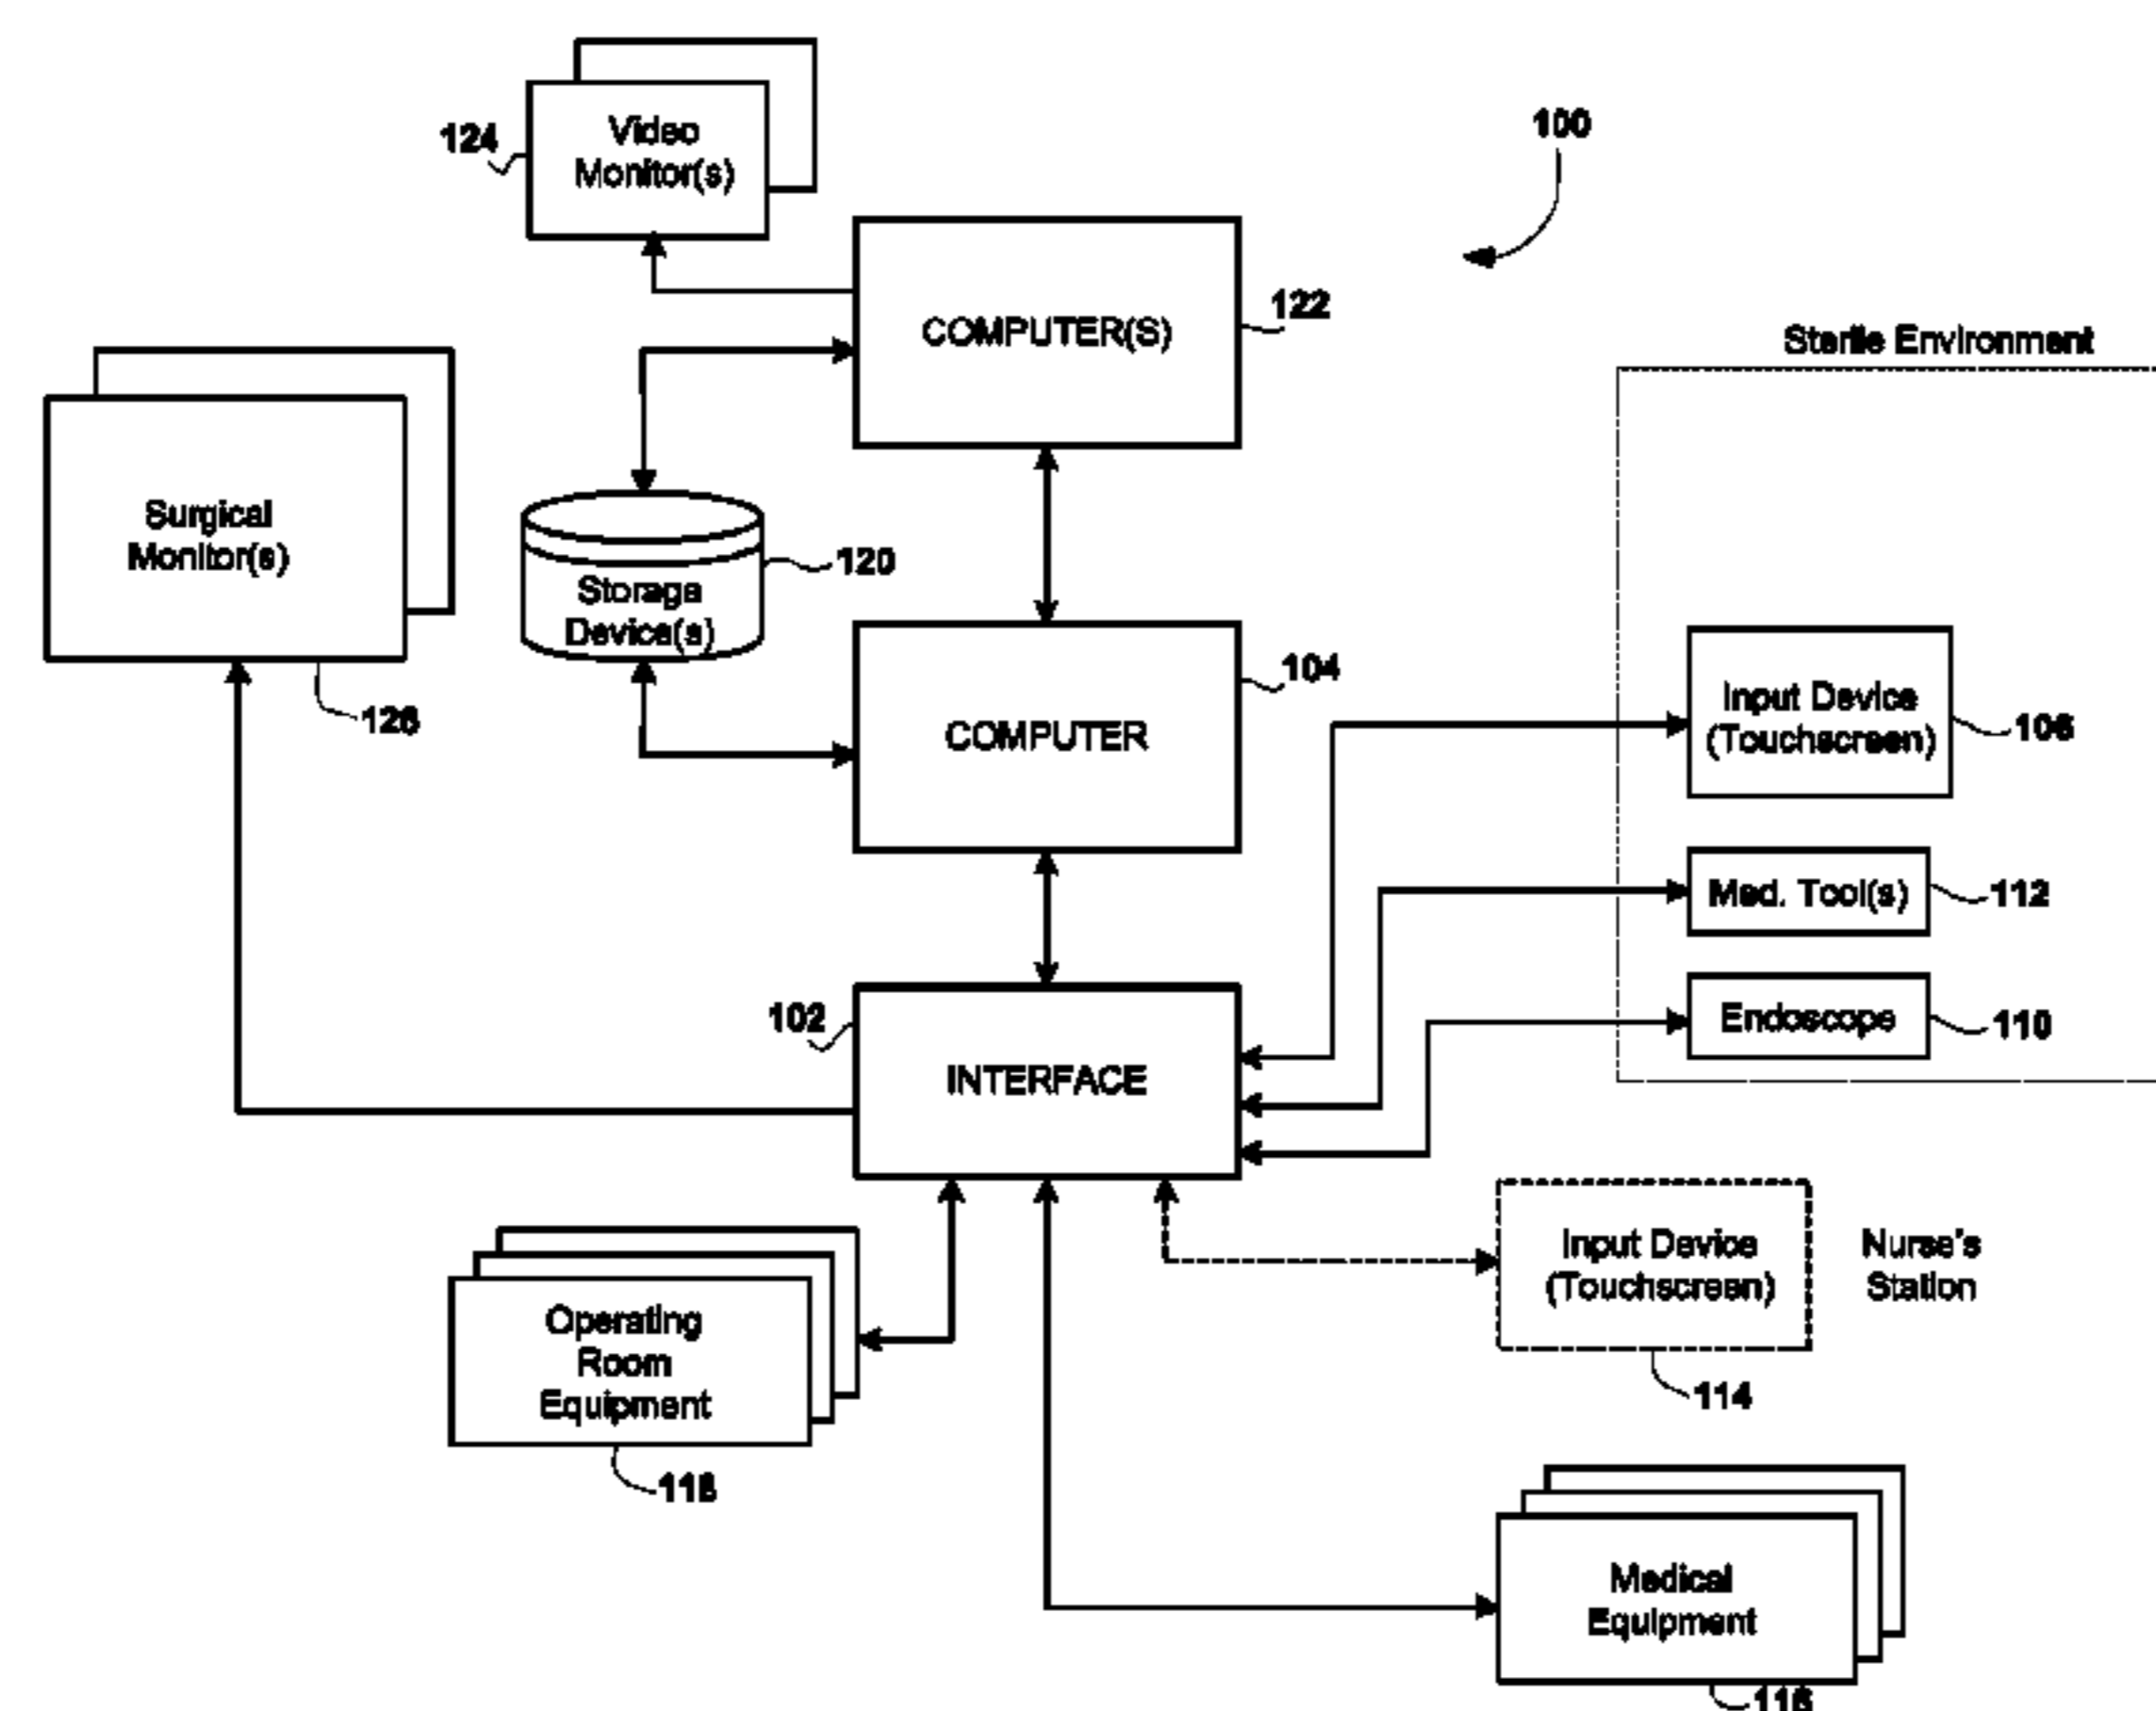 Video
Monitor(s)
124
100
COMPUTER(S)
122
Sterile Environment
Surgical
Monitor(s)
126
Storage
Device(s)
120
COMPUTER
104
Input Device
(Touchscreen)
106
Med. Tool(s)
112
Endoscope
110
102
INTERFACE
Input Device
(Touchscreen)
Nurse's
Station
114
Operating
Room
Equipment
118
Medical
Equipment
116